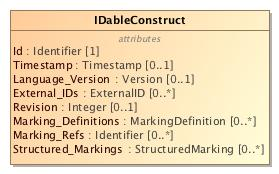 IDableConstruct
attributes
Id : Identifier [1]
Timestamp : Timestamp [0..1]
Language_Version : Version [0..1]
External_IDs : ExternalID [0..*]
Revision : Integer [0..1]
Marking_Definitions : MarkingDefinition [0..*]
Marking_Refs : Identifier [0..*]
Structured_Markings : StructuredMarking [0..*]